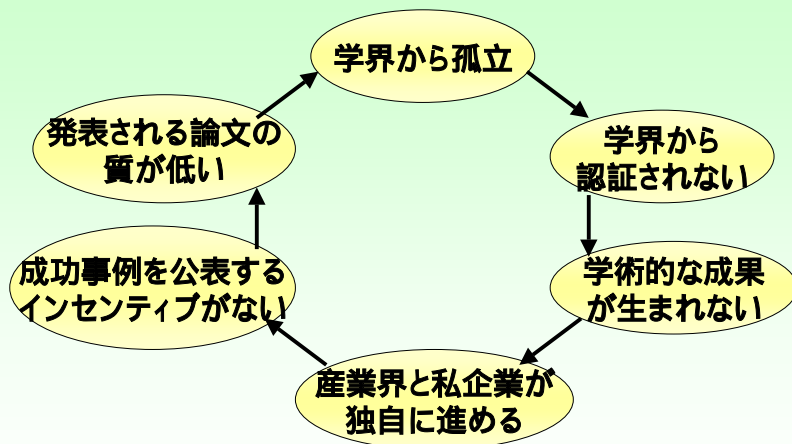 学界から孤立
学界から
認証されない
学術的な成果
が生まれない
産業界と私企業が
独自に進める
成功事例を公表する
インセンティブがない
発表される論文の
質が低い